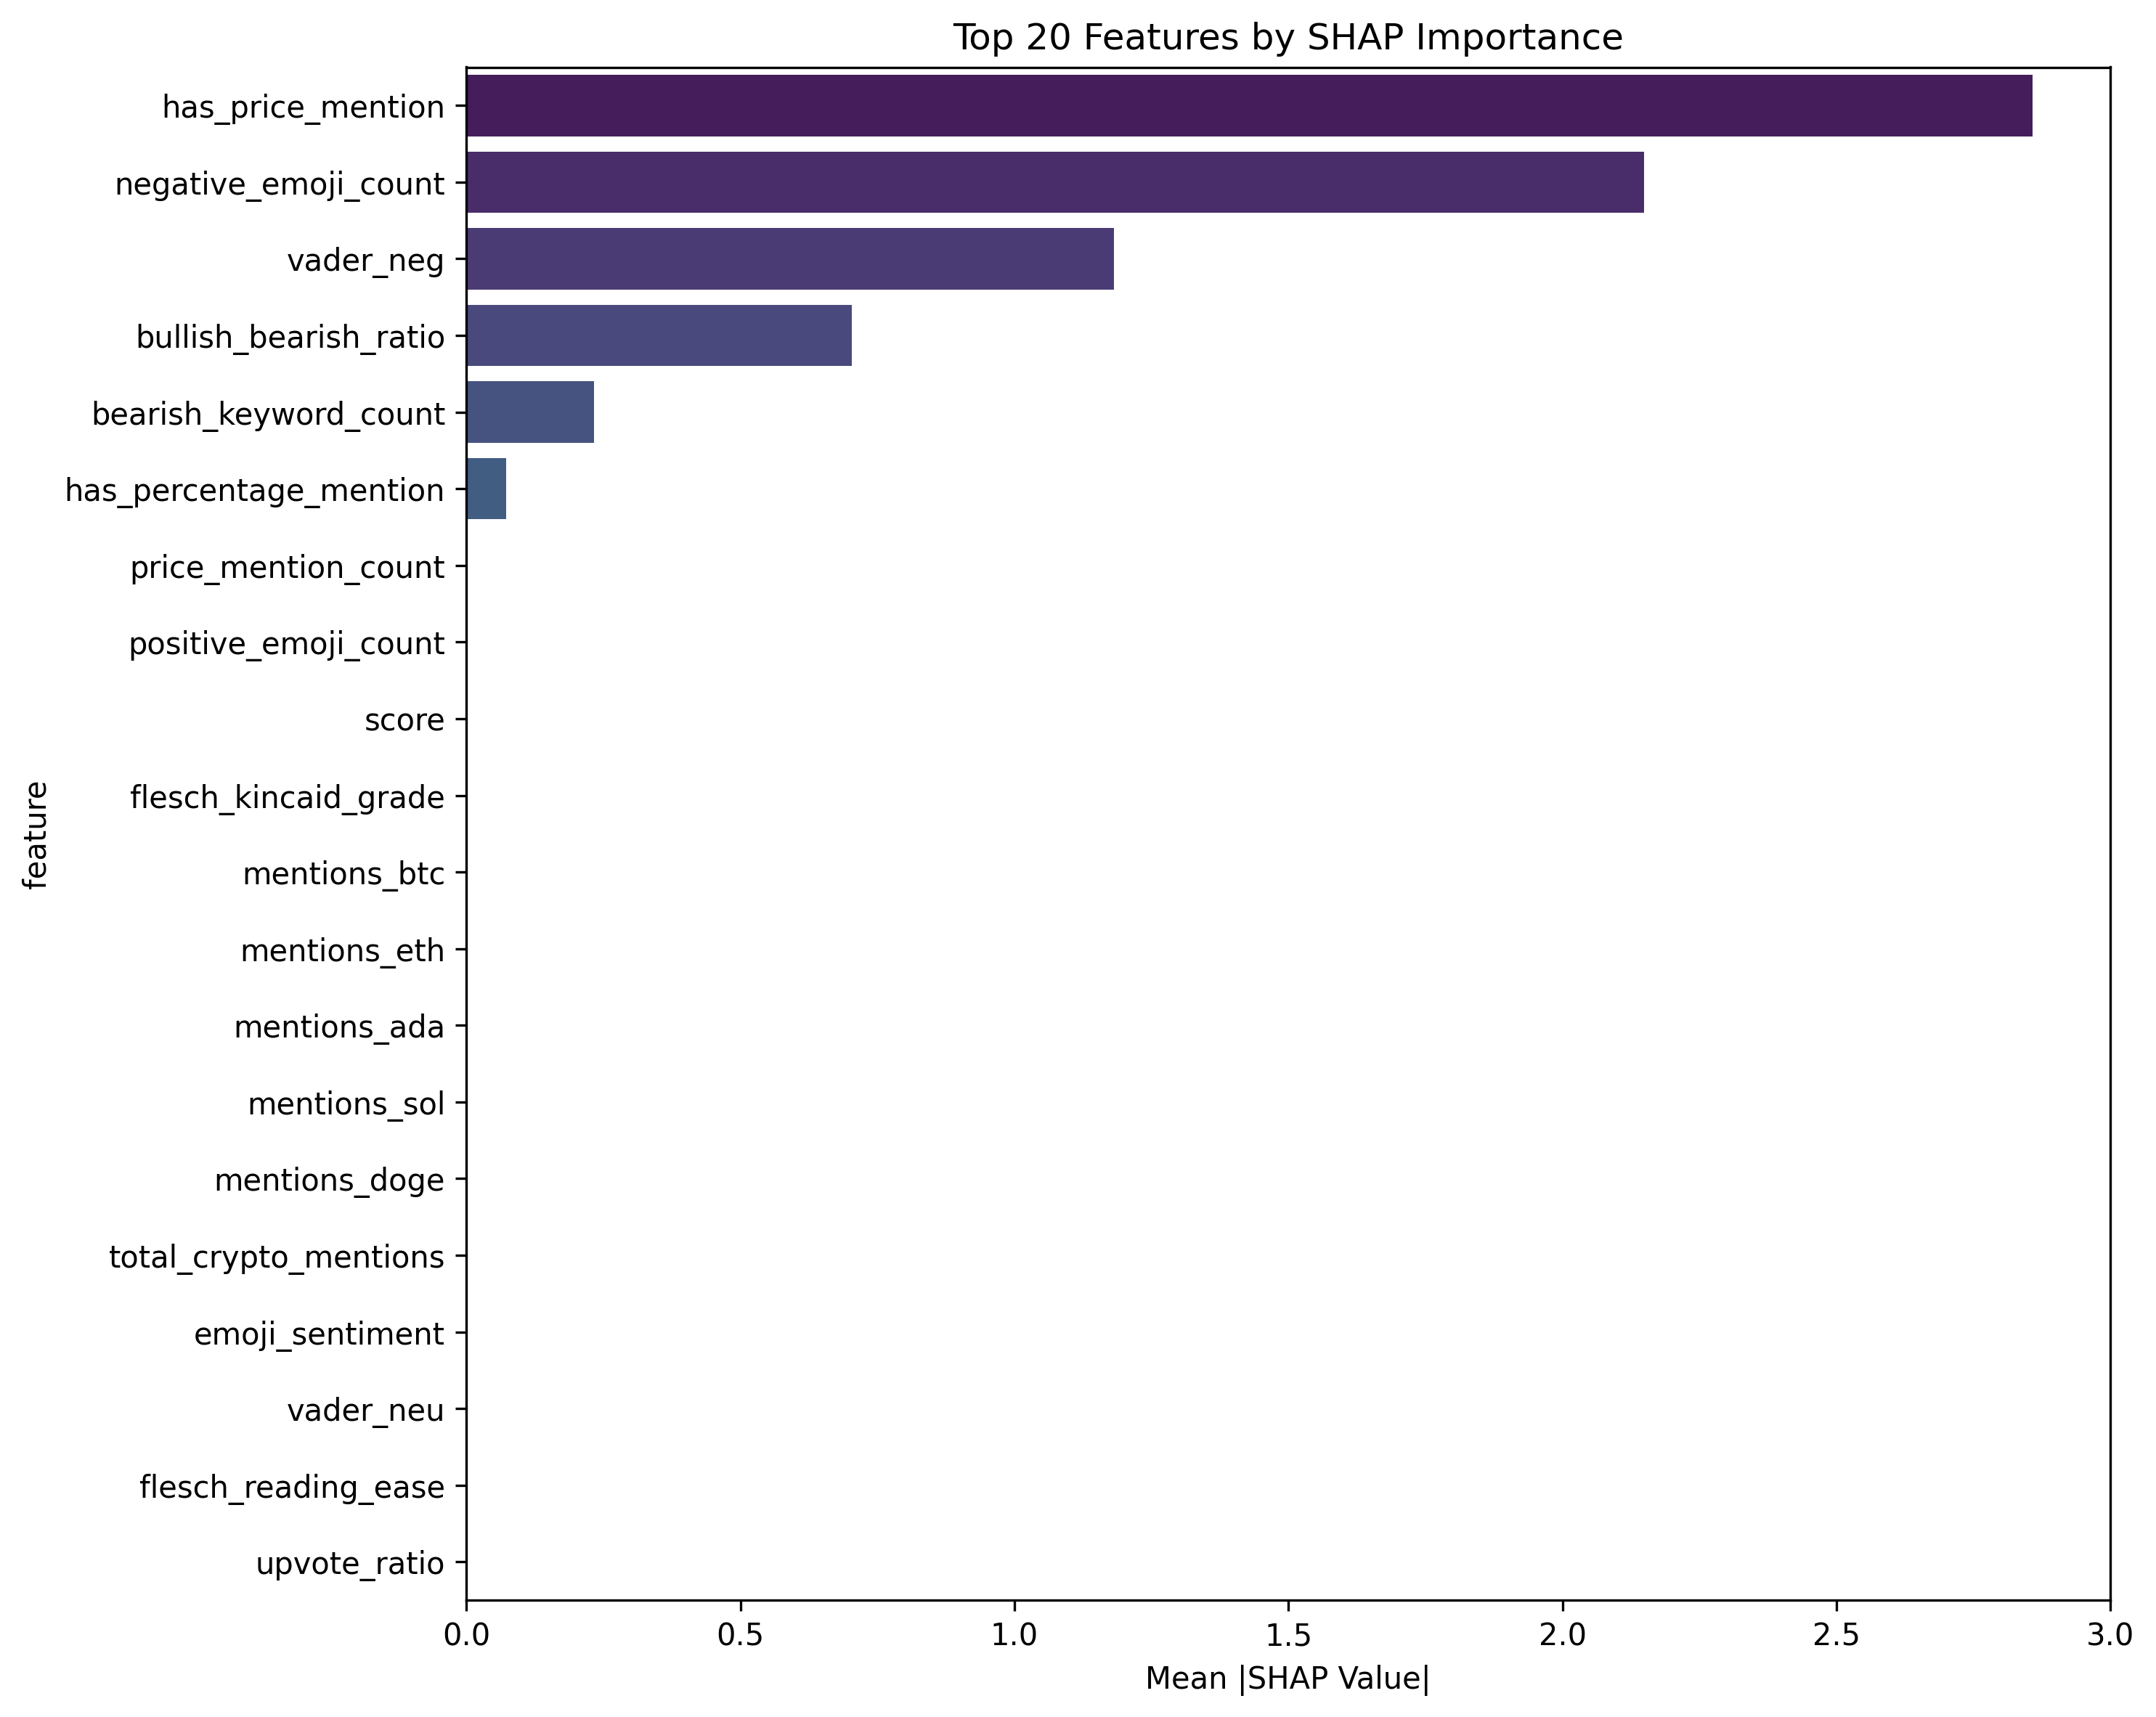 Top 20 Features by SHAP Importance
has_price_mention
negative_emoji_count
vader_neg
bullish_bearish_ratio
bearish_keyword_count
has_percentage_mention
price_mention_count
positive_emoji_count
score
flesch_kincaid_grade
mentions_btc
mentions_eth
mentions_ada
mentions_sol
mentions_doge
total_crypto_mentions
emoji_sentiment
vader_neu
flesch_reading_ease
upvote_ratio
feature
0.0 0.5 1.0 1.5 2.0 2.5 3.0
Mean |SHAP Value|